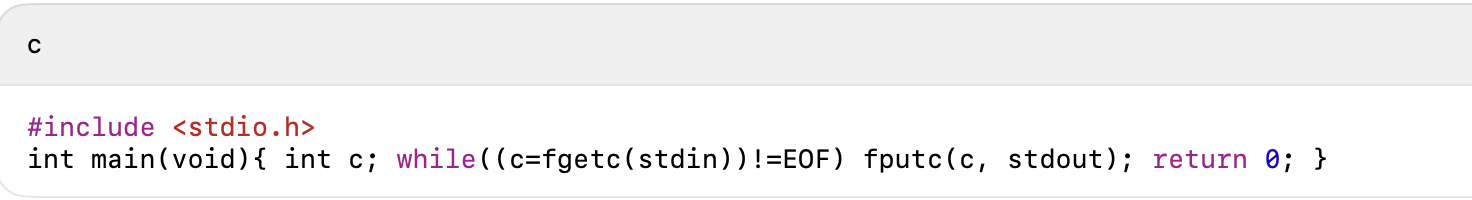 c
#include <stdio.h>
int main(void){ int c; while((c=fgetc(stdin))!=EOF) fputc(c, stdout); return 0; }